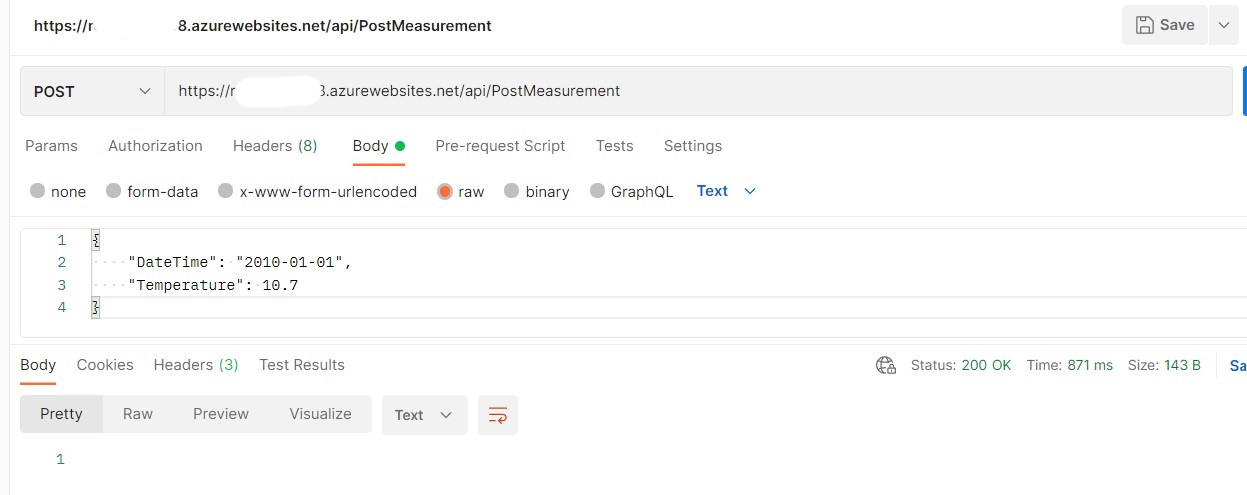 https://r 8.azurewebsites.net/api/PostMeasurement
Save
POST
https://r 3.azurewebsites.net/api/PostMeasurement
Params Authorization Headers (8) Body Pre-request Script Tests Settings
none form-data x-www-form-urlencoded raw binary GraphQL Text
1 {
2 "DateTime": "2010-01-01",
3 "Temperature": 10.7
4 }
Body Cookies Headers (3) Test Results Status: 200 OK Time: 871 ms Size: 143 B Sa
Pretty Raw Preview Visualize Text
1